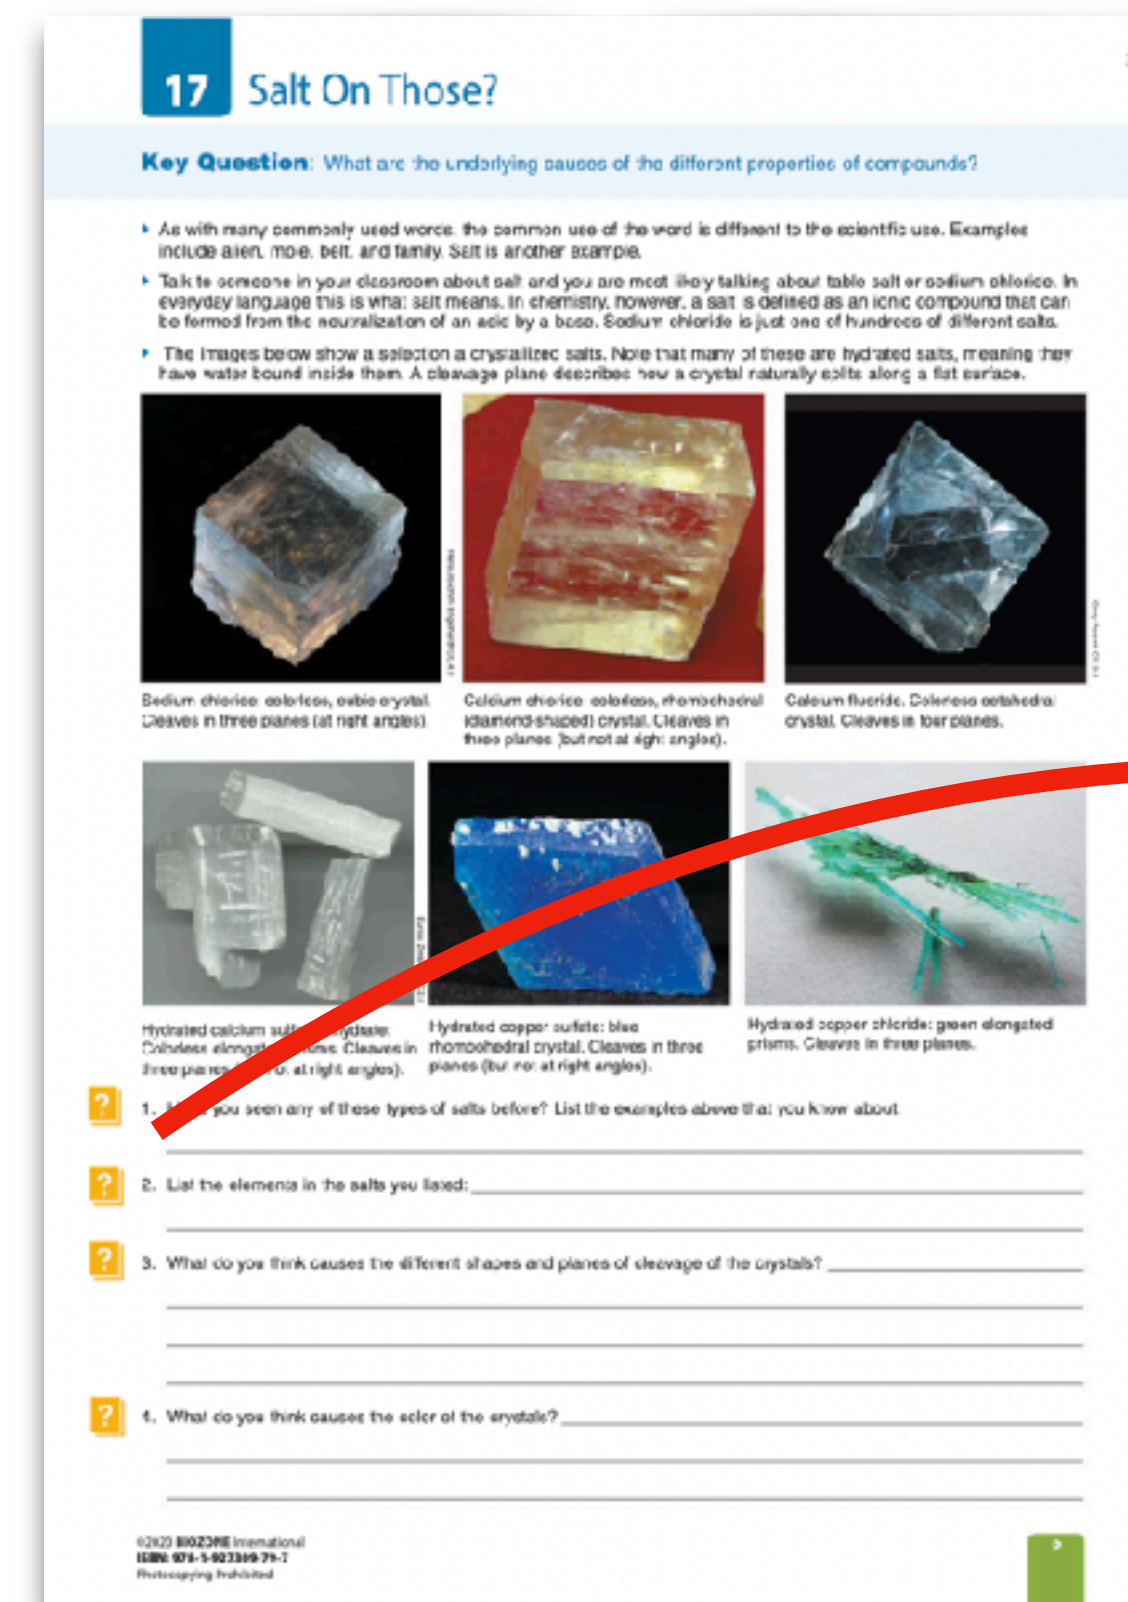 17 Salt On Those?
Key Question: What are the underlying causes of the different properties of compounds?
As with many commonly used words, the common use of the word is different to the scientific use. Examples
include alien, mole, belt, and family. Salt is another example.
Talk to someone in your classroom about salt and you are most likely talking about table salt or sodium chloride. In
everyday language this is what salt means. In chemistry, however, a salt is defined as an ionic compound that can
be formed from the neutralization of an acid by a base. Sodium chloride is just one of hundreds of different salts.
The images below show a selection a crystallized salts. Note that many of these are hydrated salts, meaning they
have water bound inside them. A cleavage plane describes how a crystal naturally splits along a flat surface.
Sodium chloride: colorless, cubic crystal.
Cleaves in three planes (at right angles).
Calcium chloride: colorless, rhombohedral
(diamond-shaped) crystal. Cleaves in
three planes (but not at right angles).
Calcium fluoride. Colorless octahedral
crystal. Cleaves in four planes.
Hydrated calcium
Colorless Cleaves in
three planes at right angles).
Hydrated copper sulfate: blue
rhombohedral crystal. Cleaves in three
planes (but not at right angles).
Hydrated copper chloride: green elongated
prisms. Cleaves in three planes.
1. you seen any of these types of salts before? List the examples above that you know about
2. List the elements in the salts you listed:
3. What do you think causes the different shapes and planes of cleavage of the crystals?
4. What do you think causes the color of the crystals?
BIOZONE International
Photocopying Prohibited